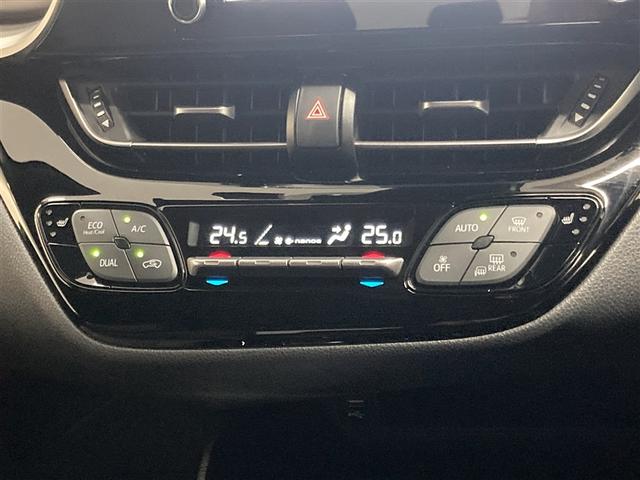 24.5 nanoe 25.0
ECO
Heat/Cool
A/C
DUAL
AUTO
FRONT
OFF
REAR